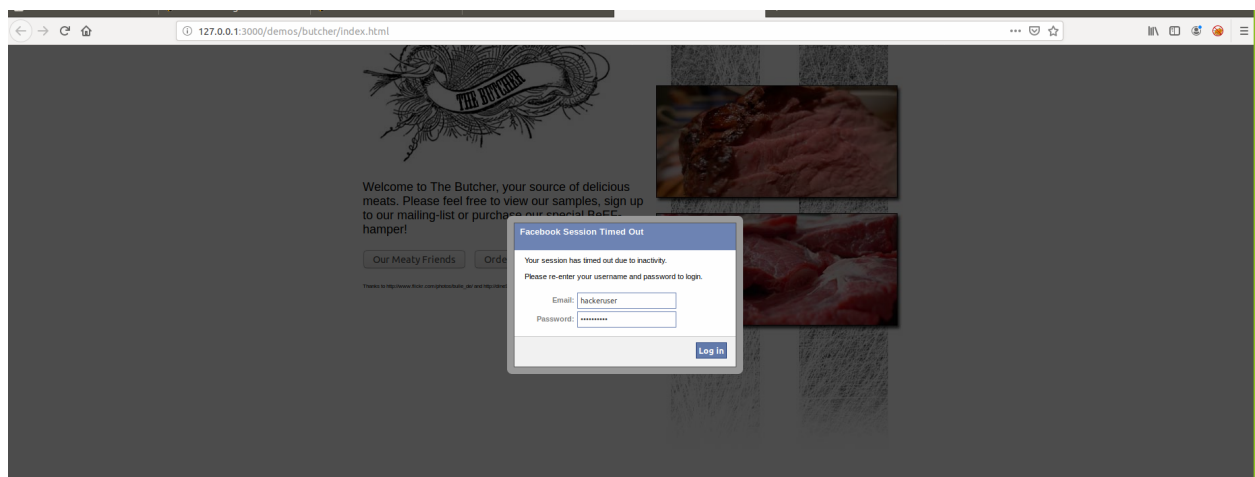 127.0.0.1:3000/demos/butcher/index.html
THE BUTCHER
Welcome to The Butcher, your source of delicious
meats. Please feel free to view our samples, sign up
to our mailing-list or purchase our special BeEF-
hamper!
Our Meaty Friends
Orde
Facebook Session Timed Out
Your session has timed out due to inactivity.
Please re-enter your username and password to login.
Email: hackeruser
Password: ••••••••••
Log in